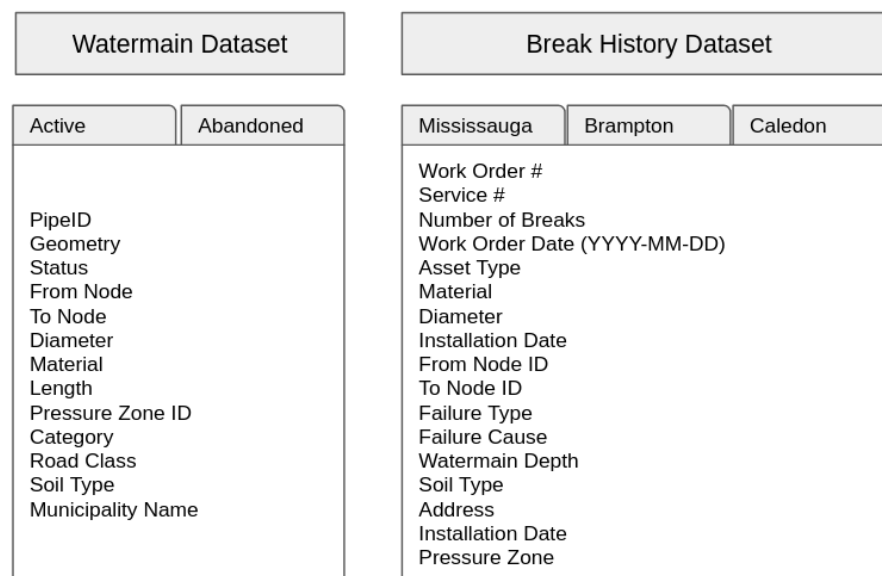 Watermain Dataset
Active
Abandoned
PipeID
Geometry
Status
From Node
To Node
Diameter
Material
Length
Pressure Zone ID
Category
Road Class
Soil Type
Municipality Name
Break History Dataset
Mississauga
Brampton
Caledon
Work Order #
Service #
Number of Breaks
Work Order Date (YYYY-MM-DD)
Asset Type
Material
Diameter
Installation Date
From Node ID
To Node ID
Failure Type
Failure Cause
Watermain Depth
Soil Type
Address
Installation Date
Pressure Zone